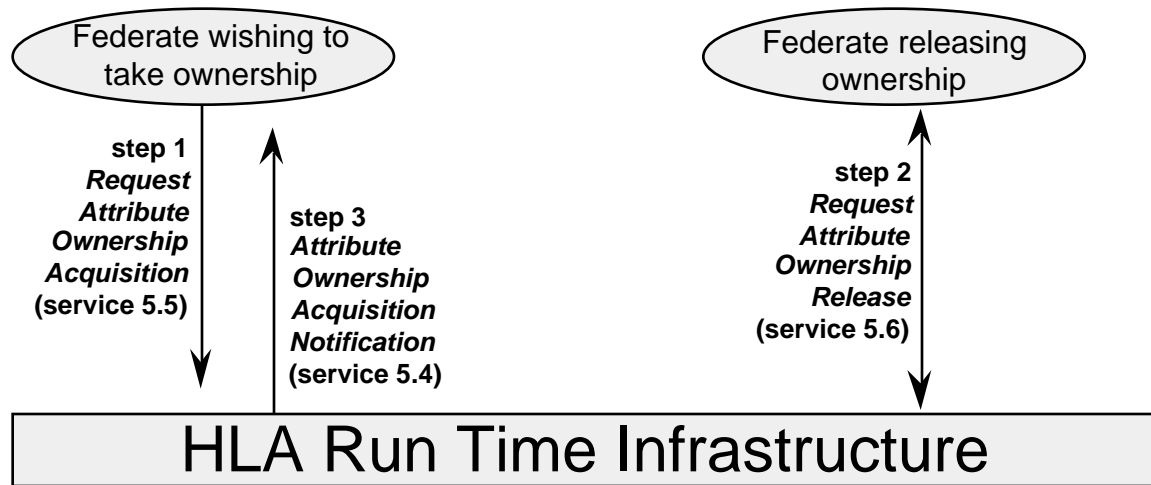 Federate wishing to
take ownership
Federate releasing
ownership
step 1
Request
Attribute
Ownership
Acquisition
(service 5.5)
step 3
Attribute
Ownership
Acquisition
Notification
(service 5.4)
step 2
Request
Attribute
Ownership
Release
(service 5.6)
HLA Run Time Infrastructure